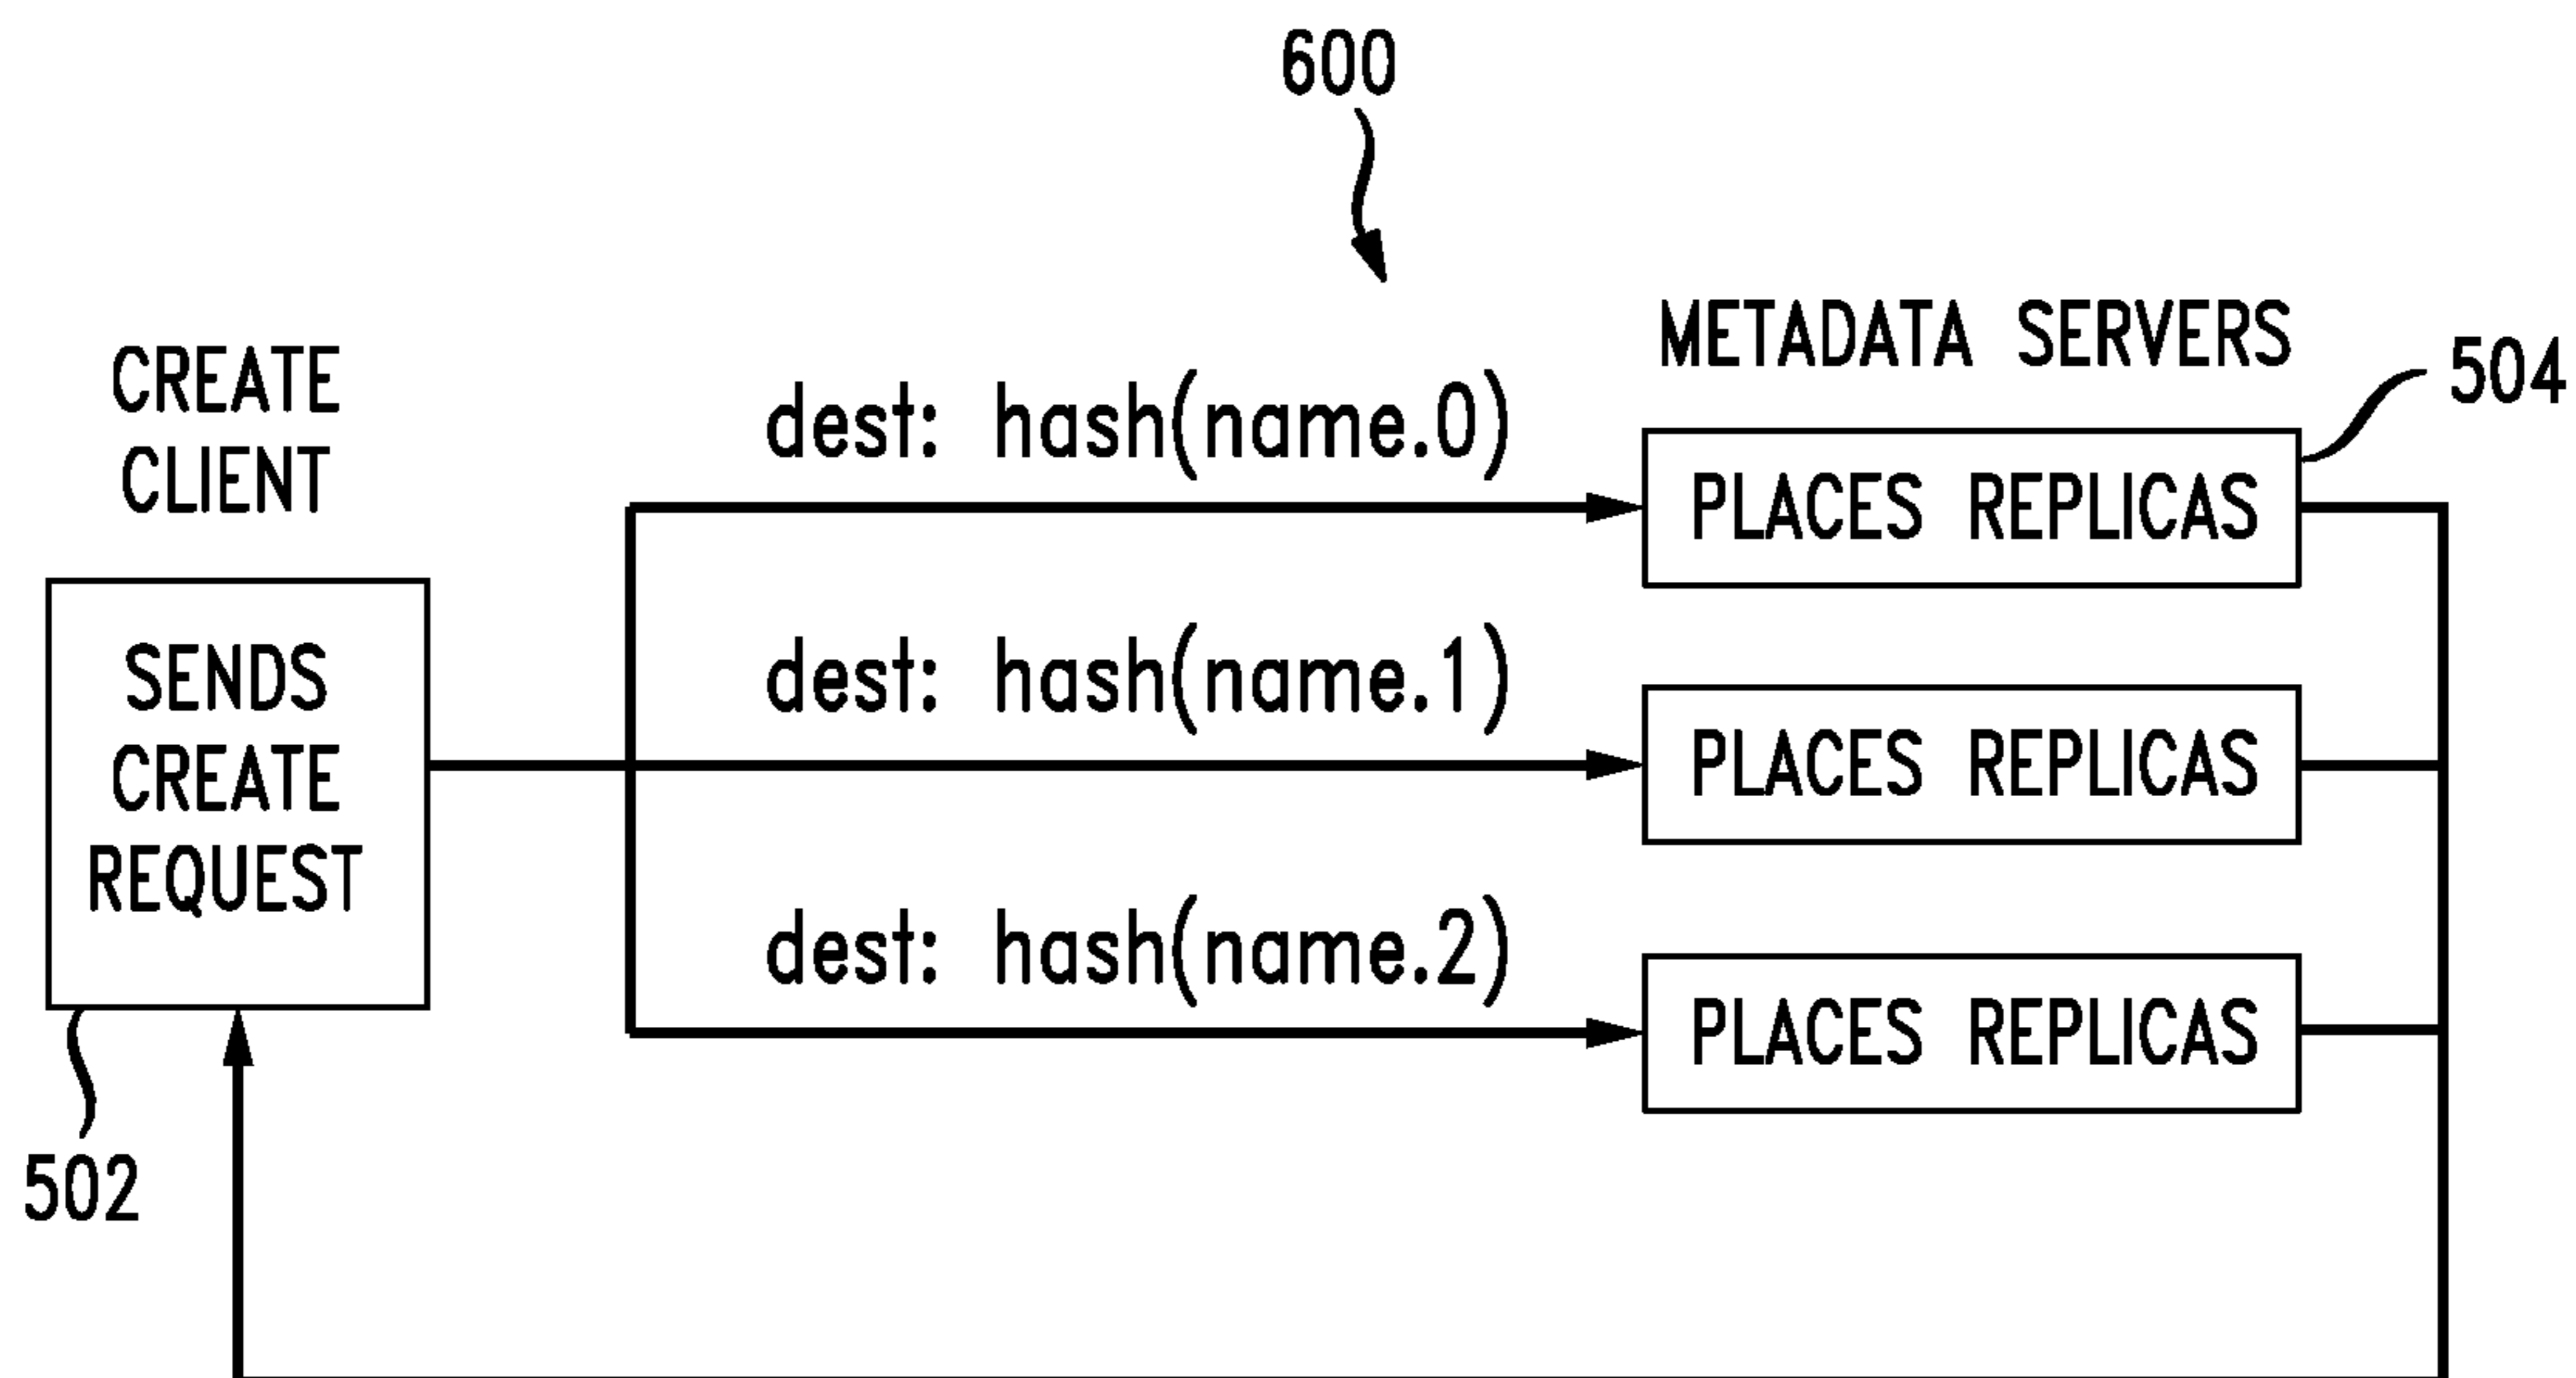 600
METADATA SERVERS
504
CREATE
CLIENT
dest: hash(name.0)
PLACES REPLICAS
SENDS
CREATE
REQUEST
dest: hash(name.1)
PLACES REPLICAS
dest: hash(name.2)
PLACES REPLICAS
502